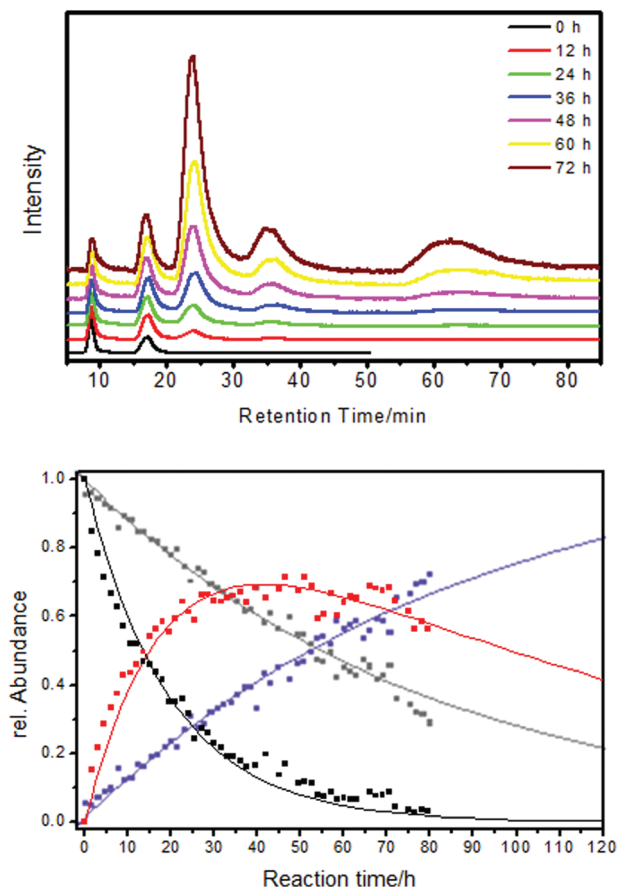 0 h
12 h
24 h
36 h
48 h
60 h
72 h
Intensity
10 20 30 40 50 60 70 80
Retention Time/min
1.0
0.8
0.6
0.4
0.2
0.0
rel. Abundance
0 10 20 30 40 50 60 70 80 90 100 110 120
Reaction time/h